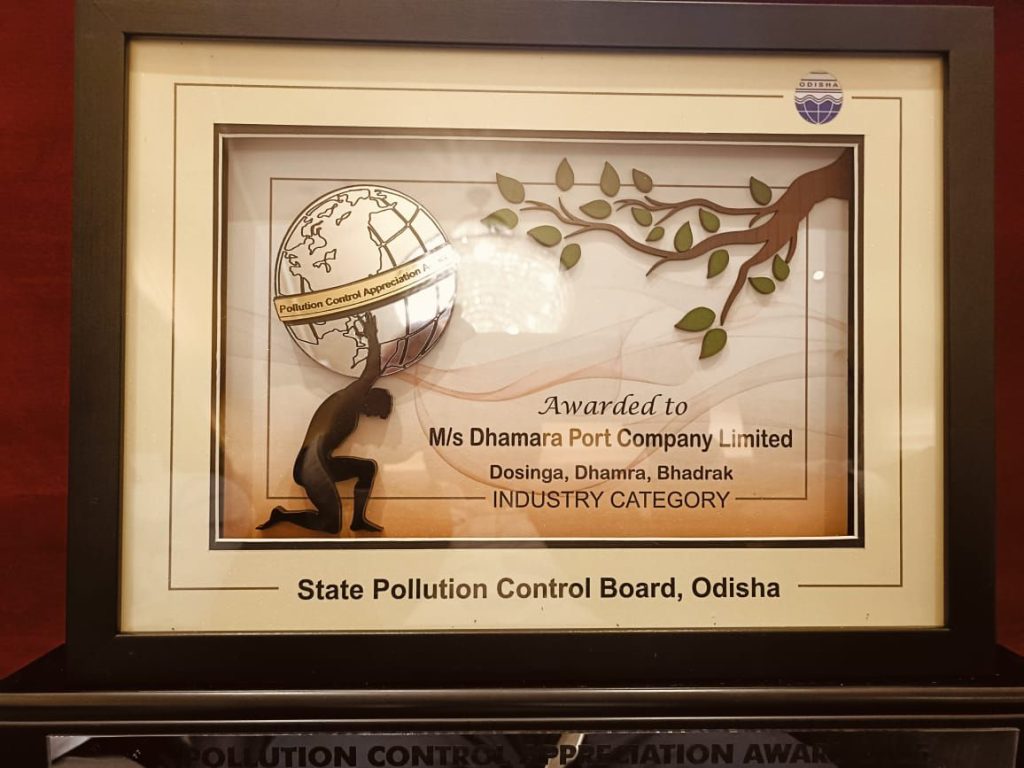 ODISHA
Pollution Control Appreciation
Awarded to
M/s Dhamara Port Company Limited
Dosinga, Dhamra, Bhadrak
INDUSTRY CATEGORY
State Pollution Control Board, Odisha
POLLUTION CONTROL APPRECIATION